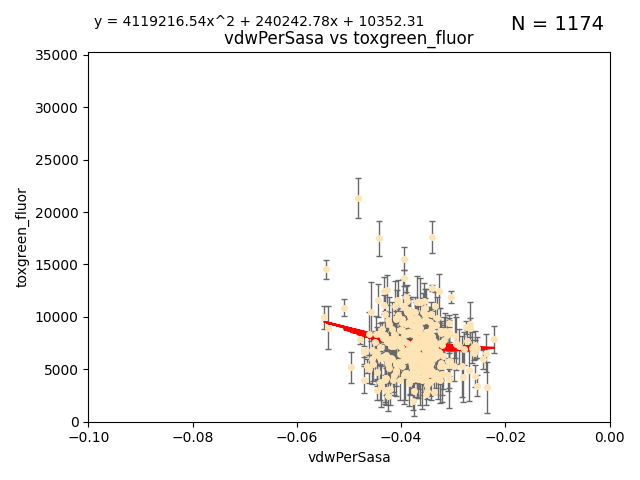 y = 4119216.54x^2 + 240242.78x + 10352.31
N = 1174
vdwPerSasa vs toxgreen_fluor
35000
30000
25000
20000
15000
10000
5000
0
toxgreen_fluor
−0.10
−0.08
−0.06
−0.04
−0.02
0.00
vdwPerSasa